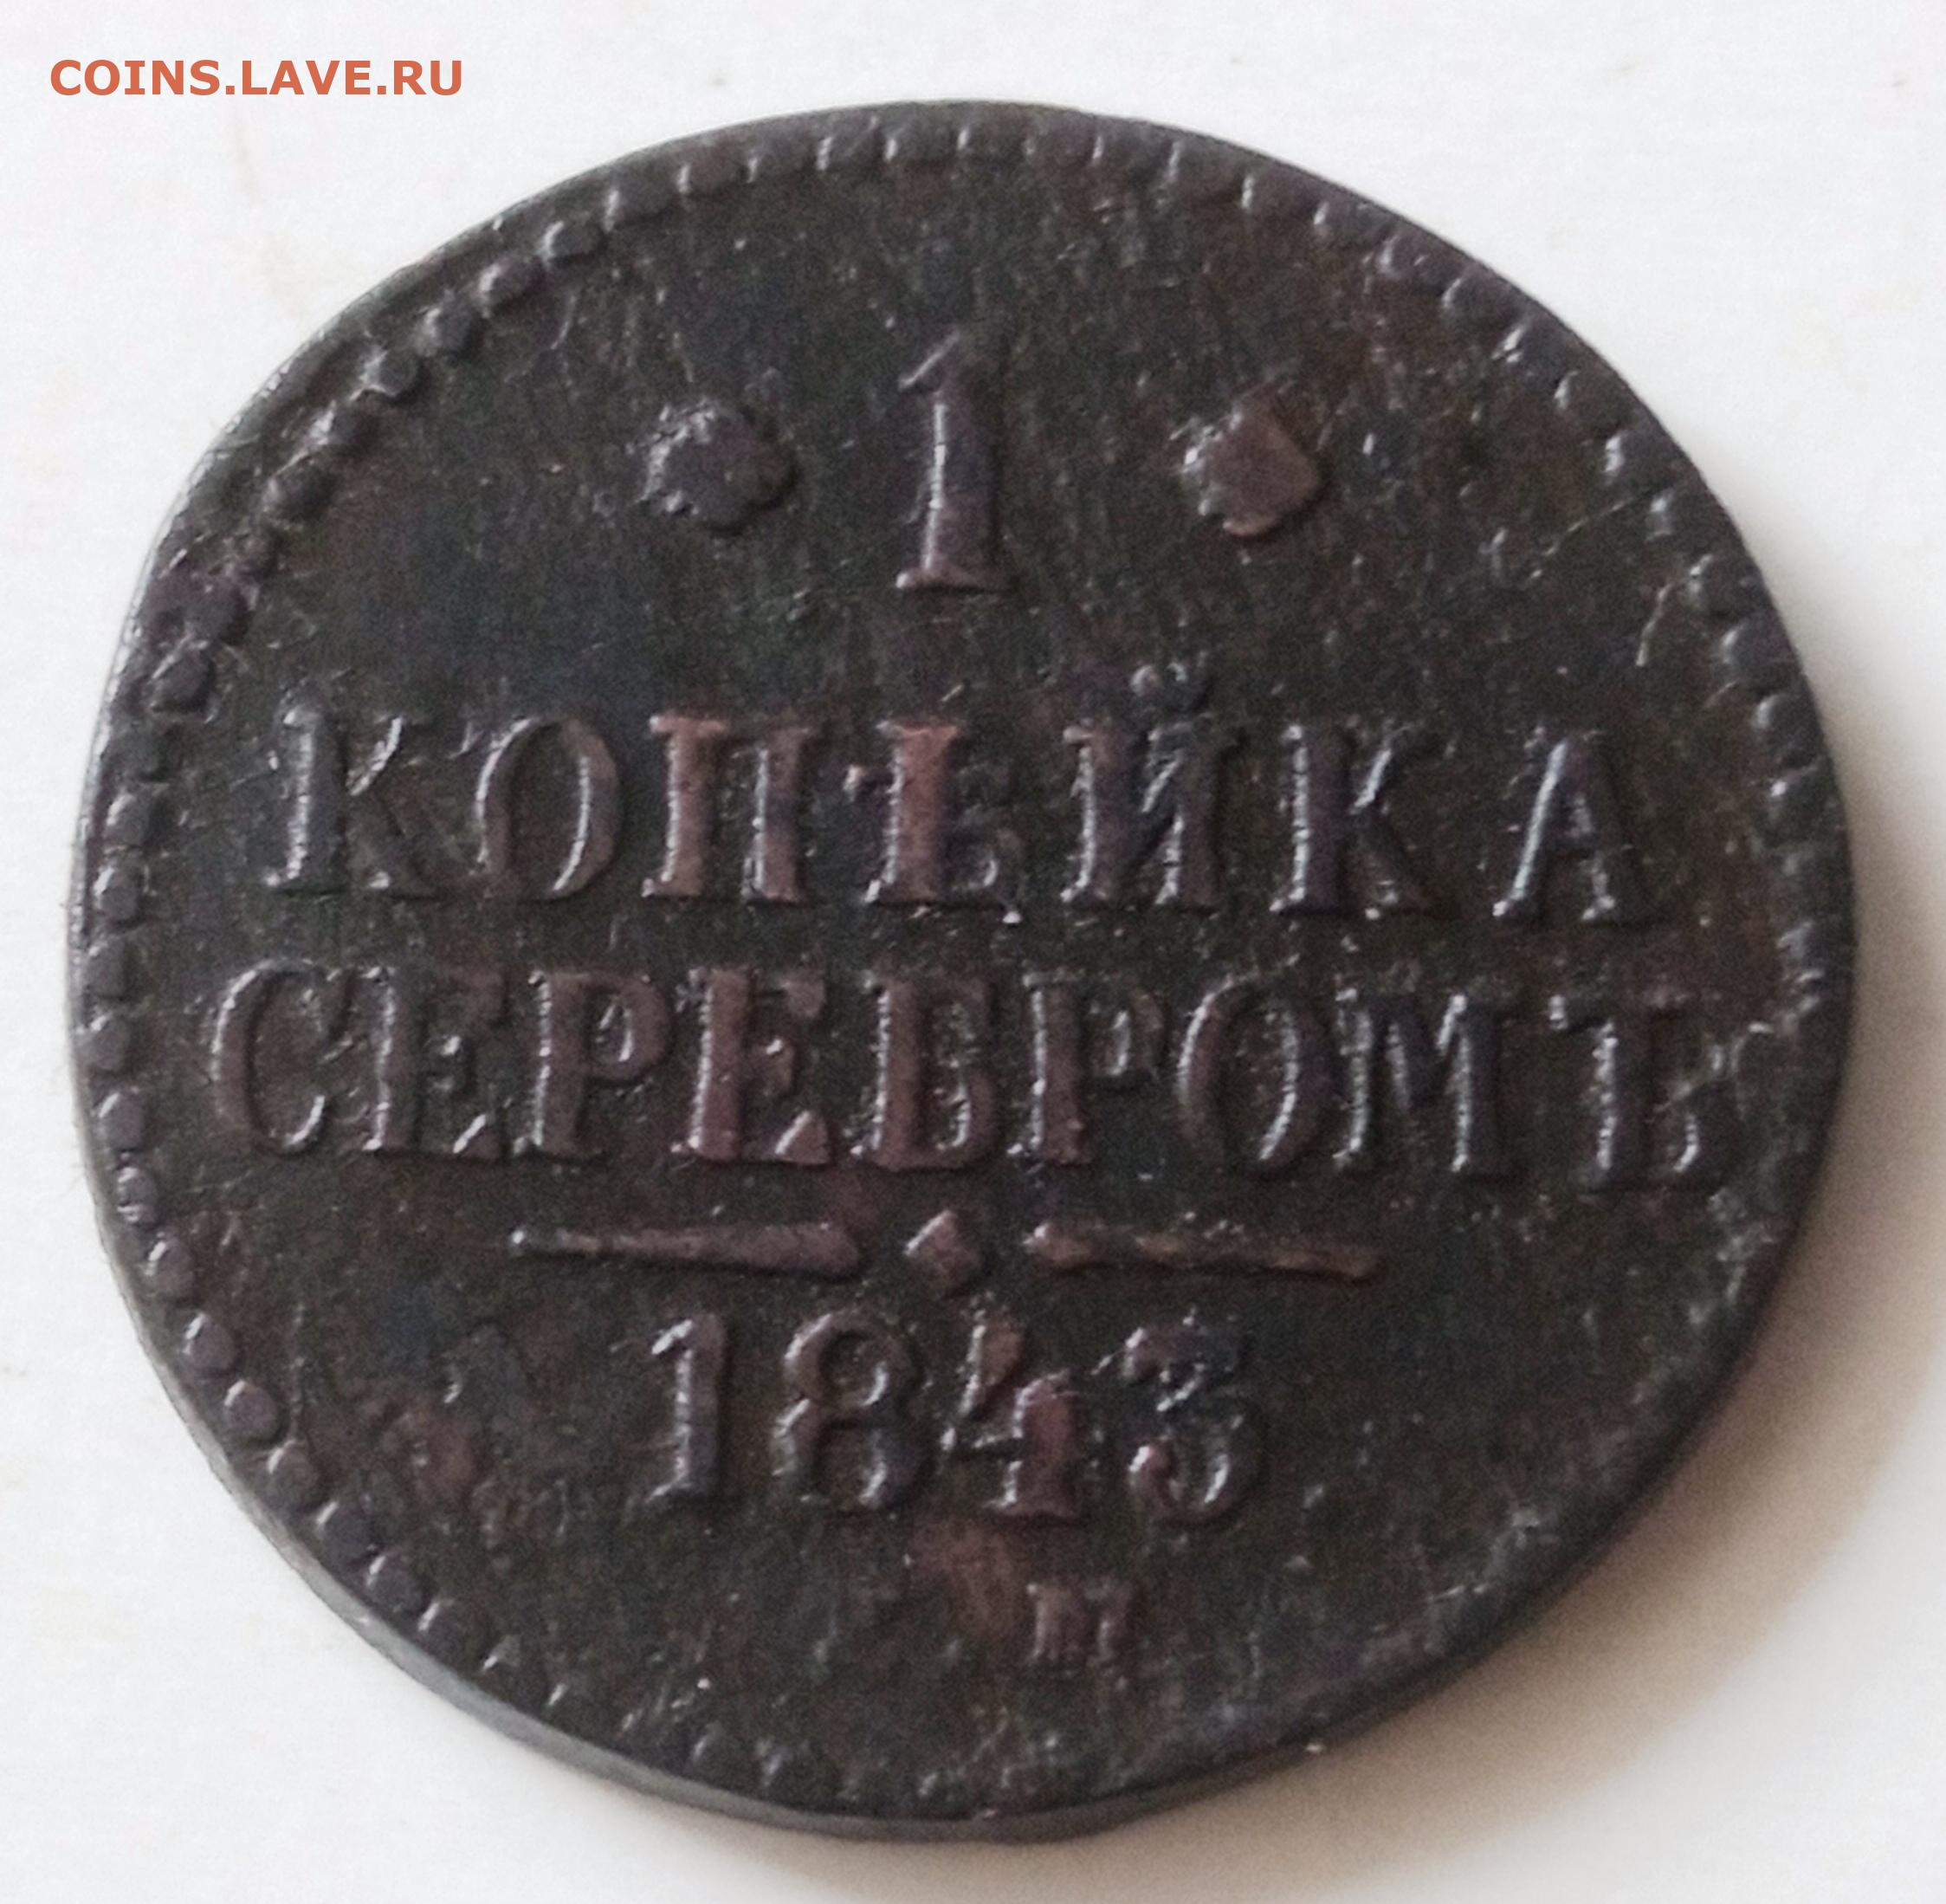 COINS.LAVE.RU
1
КОПѢЙКА
СЕРЕБРОМЪ
1843